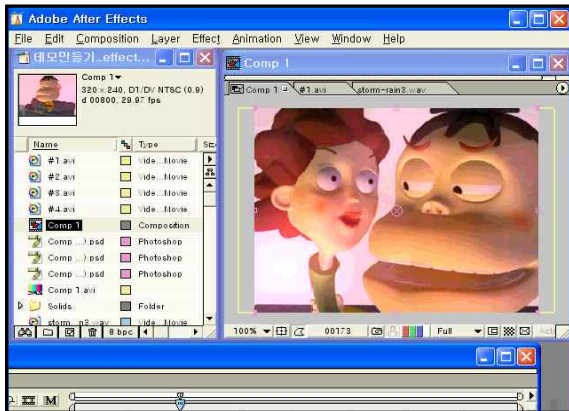 Adobe After Effects
File Edit Composition Layer Effect Animation View Window Help
데모만들기_effect...
Comp 1
Comp 1
320 × 240, D1/DV NTSC (0.9)
d 00800, 29.97 fps
Comp 1 #1.avi storm-rain3.wav
Name Type Size
#1.avi Vide...Movie
#2.avi Vide...Movie
#3.avi Vide...Movie
#4.avi Vide...Movie
Comp 1 Composition
Comp ...).psd Photoshop
Comp ...).psd Photoshop
Comp ...).psd Photoshop
Comp 1.avi
Solids Folder
storm...n3.wav Vide...Movie
8 bpc
100% 00173 Full
M